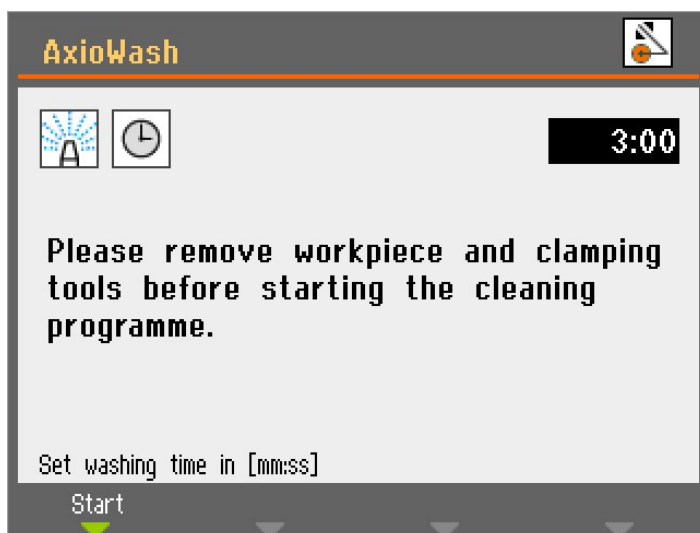 AxioWash
3:00
Please remove workpiece and clamping
tools before starting the cleaning
programme.
Set washing time in [mm:ss]
Start